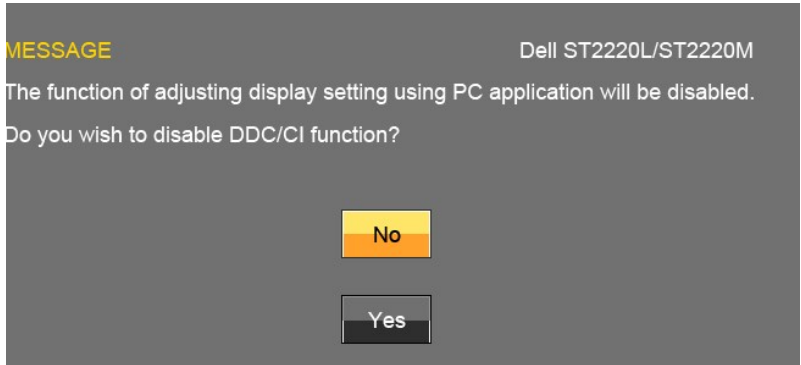 MESSAGE Dell ST2220L/ST2220M
The function of adjusting display setting using PC application will be disabled.
Do you wish to disable DDC/CI function?
No
Yes